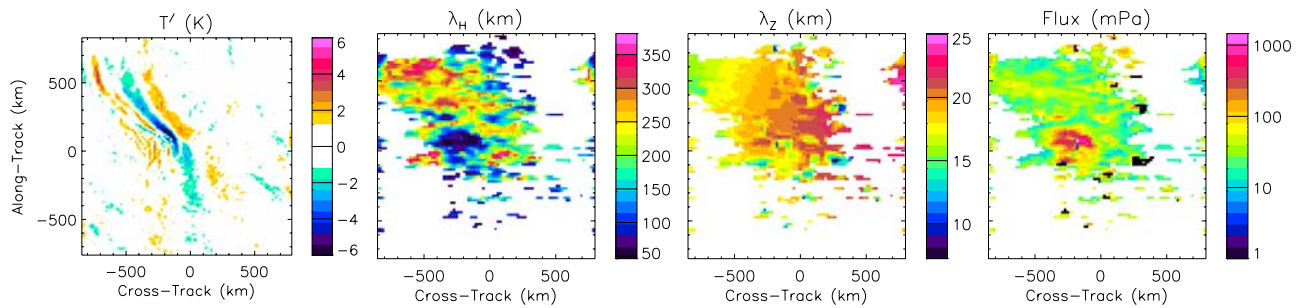 T' (K)
λH (km)
λZ (km)
Flux (mPa)
Along-Track (km)
500
0
-500
-500 0 500
Cross-Track (km)
6
4
2
0
-2
-4
-6
-500 0 500
Cross-Track (km)
350
300
250
200
150
100
50
-500 0 500
Cross-Track (km)
25
20
15
10
-500 0 500
Cross-Track (km)
1000
100
10
1